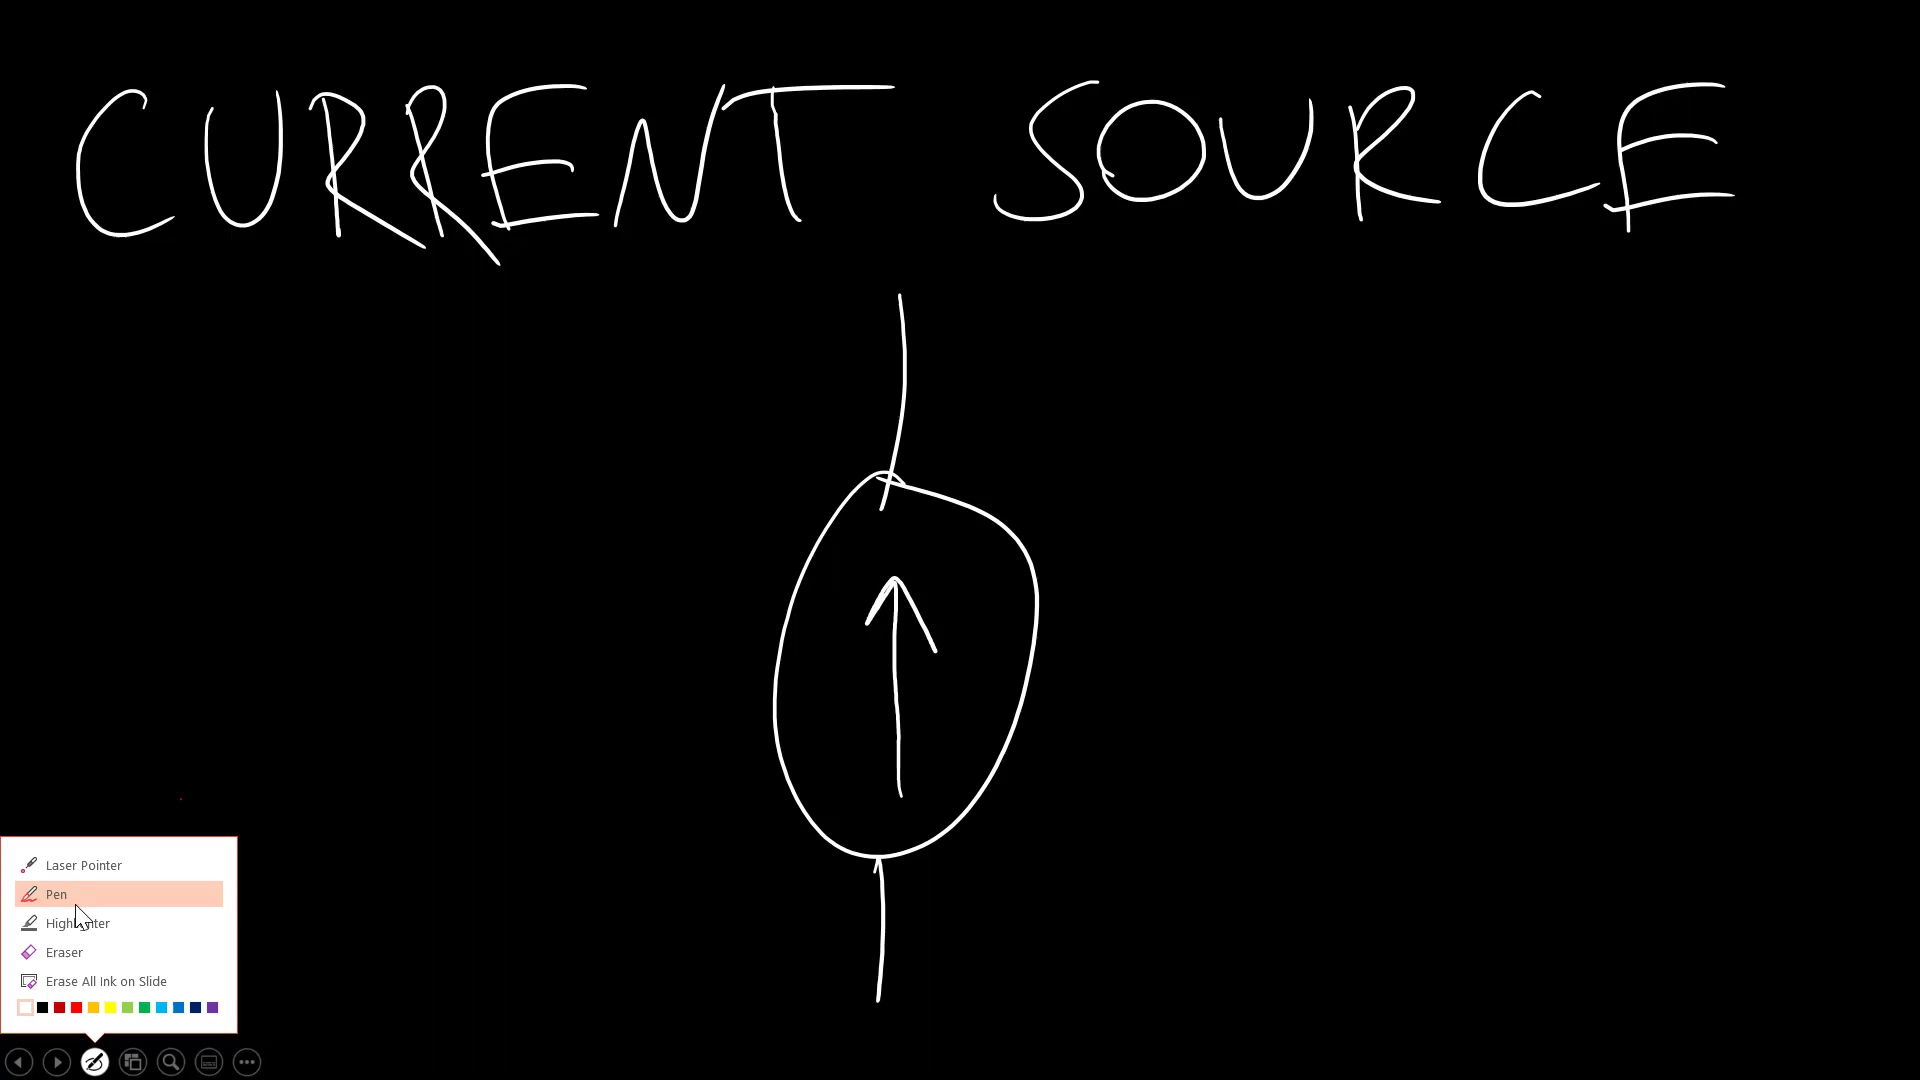 CURRENT SOURCE
Laser Pointer
Pen
Highlighter
Eraser
Erase All Ink on Slide